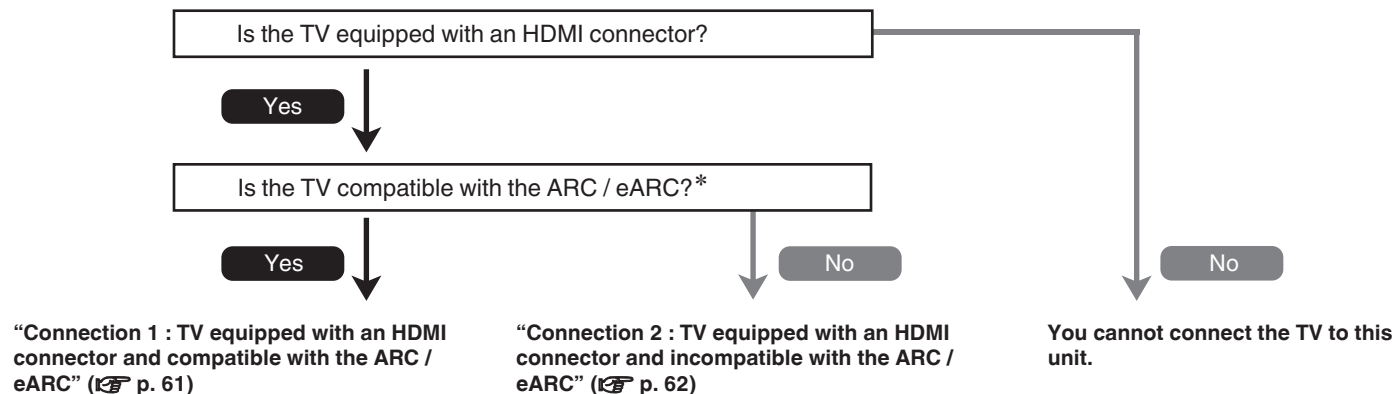 Is the TV equipped with an HDMI connector?
Yes
Is the TV compatible with the ARC / eARC?*
Yes
No
No
“Connection 1 : TV equipped with an HDMI
connector and compatible with the ARC /
eARC” (☞ p. 61)
“Connection 2 : TV equipped with an HDMI
connector and incompatible with the ARC /
eARC” (☞ p. 62)
You cannot connect the TV to this
unit.